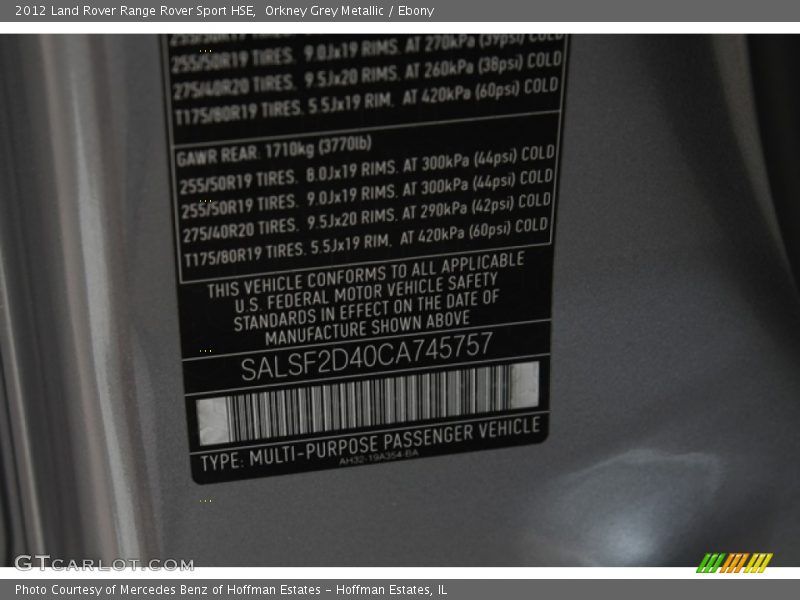 2012 Land Rover Range Rover Sport HSE,  Orkney Grey Metallic / Ebony
255/50R19 TIRES. 9.0Jx19 RIMS. AT 270kPa (39psi) COLD
275/40R20 TIRES. 9.5Jx20 RIMS. AT 260kPa (38psi) COLD
T175/80R19 TIRES. 5.5Jx19 RIM. AT 420kPa (60psi) COLD
GAWR REAR. 1710kg (3770lb)
255/50R19 TIRES. 8.0Jx19 RIMS. AT 300kPa (44psi) COLD
255/50R19 TIRES. 9.0Jx19 RIMS. AT 300kPa (44psi) COLD
275/40R20 TIRES. 9.5Jx20 RIMS. AT 290kPa (42psi) COLD
T175/80R19 TIRES. 5.5Jx19 RIM. AT 420kPa (60psi) COLD
THIS VEHICLE CONFORMS TO ALL APPLICABLE
U.S. FEDERAL MOTOR VEHICLE SAFETY
STANDARDS IN EFFECT ON THE DATE OF
MANUFACTURE SHOWN ABOVE
SALSF2D40CA745757
TYPE: MULTI-PURPOSE PASSENGER VEHICLE
AH32-19A354-BA
GTCARLOT.COM
Photo Courtesy of Mercedes Benz of Hoffman Estates - Hoffman Estates, IL